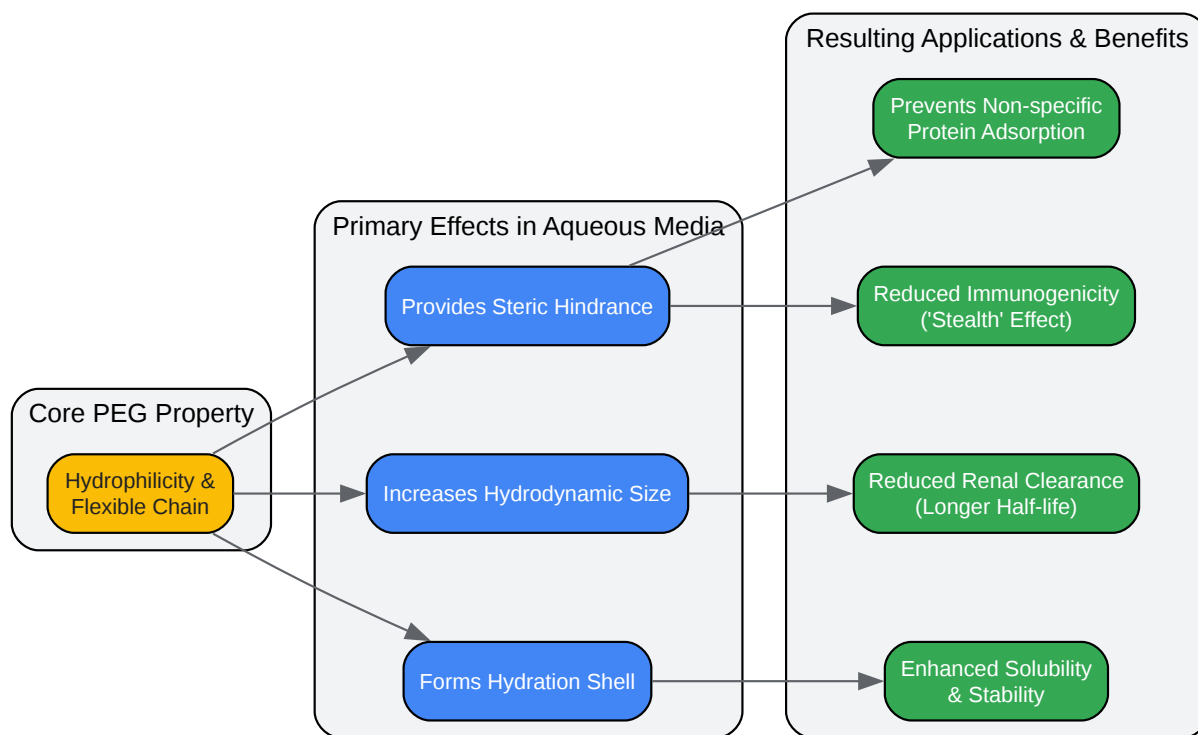 Core PEG Property
Hydrophilicity &
Flexible Chain
Primary Effects in Aqueous Media
Provides Steric Hindrance
Increases Hydrodynamic Size
Forms Hydration Shell
Resulting Applications & Benefits
Prevents Non-specific
Protein Adsorption
Reduced Immunogenicity
('Stealth' Effect)
Reduced Renal Clearance
(Longer Half-life)
Enhanced Solubility
& Stability